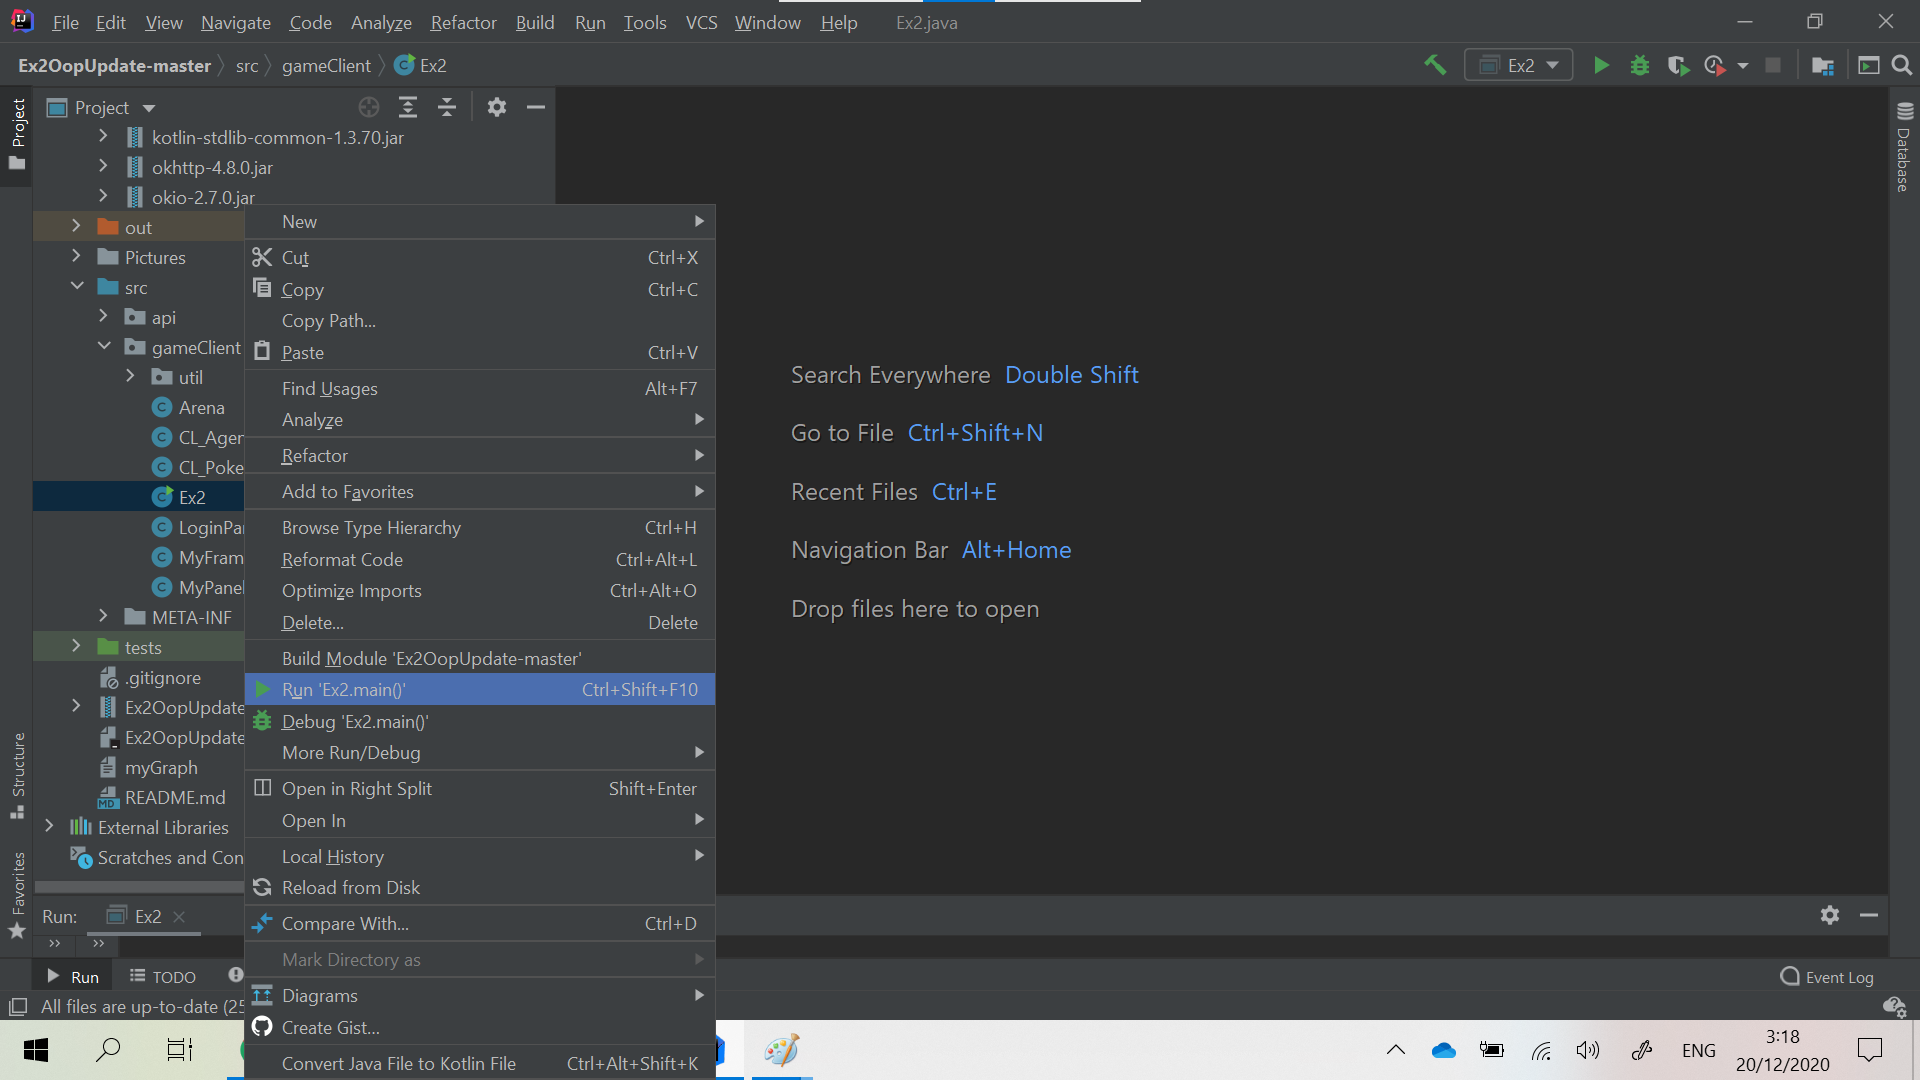 File Edit View Navigate Code Analyze Refactor Build Run Tools VCS Window Help Ex2.java
Ex2OopUpdate-master src gameClient Ex2
Ex2
Project
Project
Database
kotlin-stdlib-common-1.3.70.jar
okhttp-4.8.0.jar
okio-2.7.0.jar
out
Pictures
src
api
gameClient
util
Arena
CL_Agen
CL_Poke
Ex2
LoginPan
MyFram
MyPanel
META-INF
tests
.gitignore
Ex2OopUpdate
Ex2OopUpdate
myGraph
README.md
External Libraries
Scratches and Con
Structure
Favorites
New
Cut Ctrl+X
Copy Ctrl+C
Copy Path...
Paste Ctrl+V
Find Usages Alt+F7
Analyze
Refactor
Add to Favorites
Browse Type Hierarchy Ctrl+H
Reformat Code Ctrl+Alt+L
Optimize Imports Ctrl+Alt+O
Delete... Delete
Build Module 'Ex2OopUpdate-master'
Run 'Ex2.main()' Ctrl+Shift+F10
Debug 'Ex2.main()'
More Run/Debug
Open in Right Split Shift+Enter
Open In
Local History
Reload from Disk
Compare With... Ctrl+D
Mark Directory as
Diagrams
Create Gist...
Convert Java File to Kotlin File Ctrl+Alt+Shift+K
Search Everywhere Double Shift
Go to File Ctrl+Shift+N
Recent Files Ctrl+E
Navigation Bar Alt+Home
Drop files here to open
Run: Ex2
Run TODO
Event Log
All files are up-to-date (25
ENG
3:18
20/12/2020